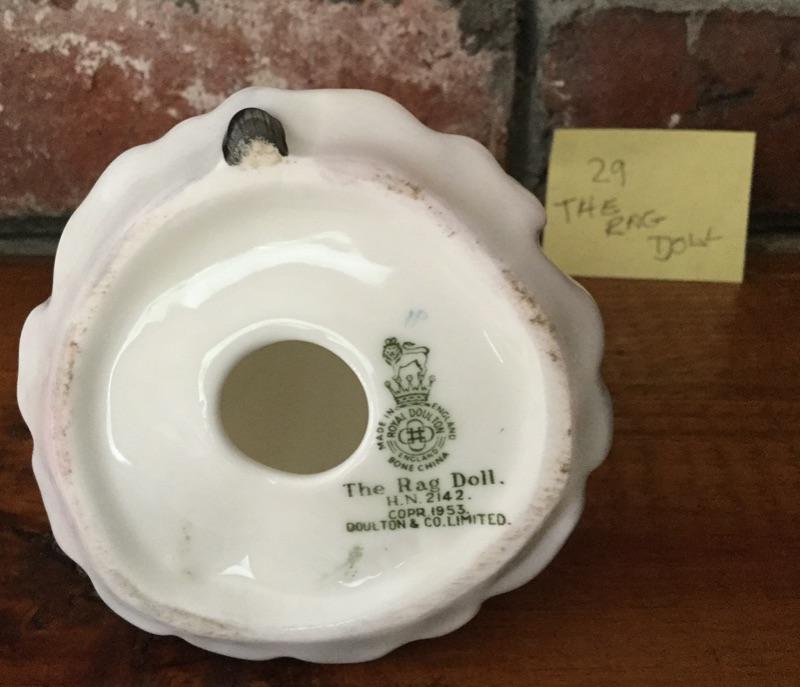 MADE IN ENGLAND
ROYAL DOULTON
ENGLAND
BONE CHINA
The Rag Doll.
H.N. 2142.
COPR. 1953.
DOULTON & CO. LIMITED.
29
THE
RAG
DOLL